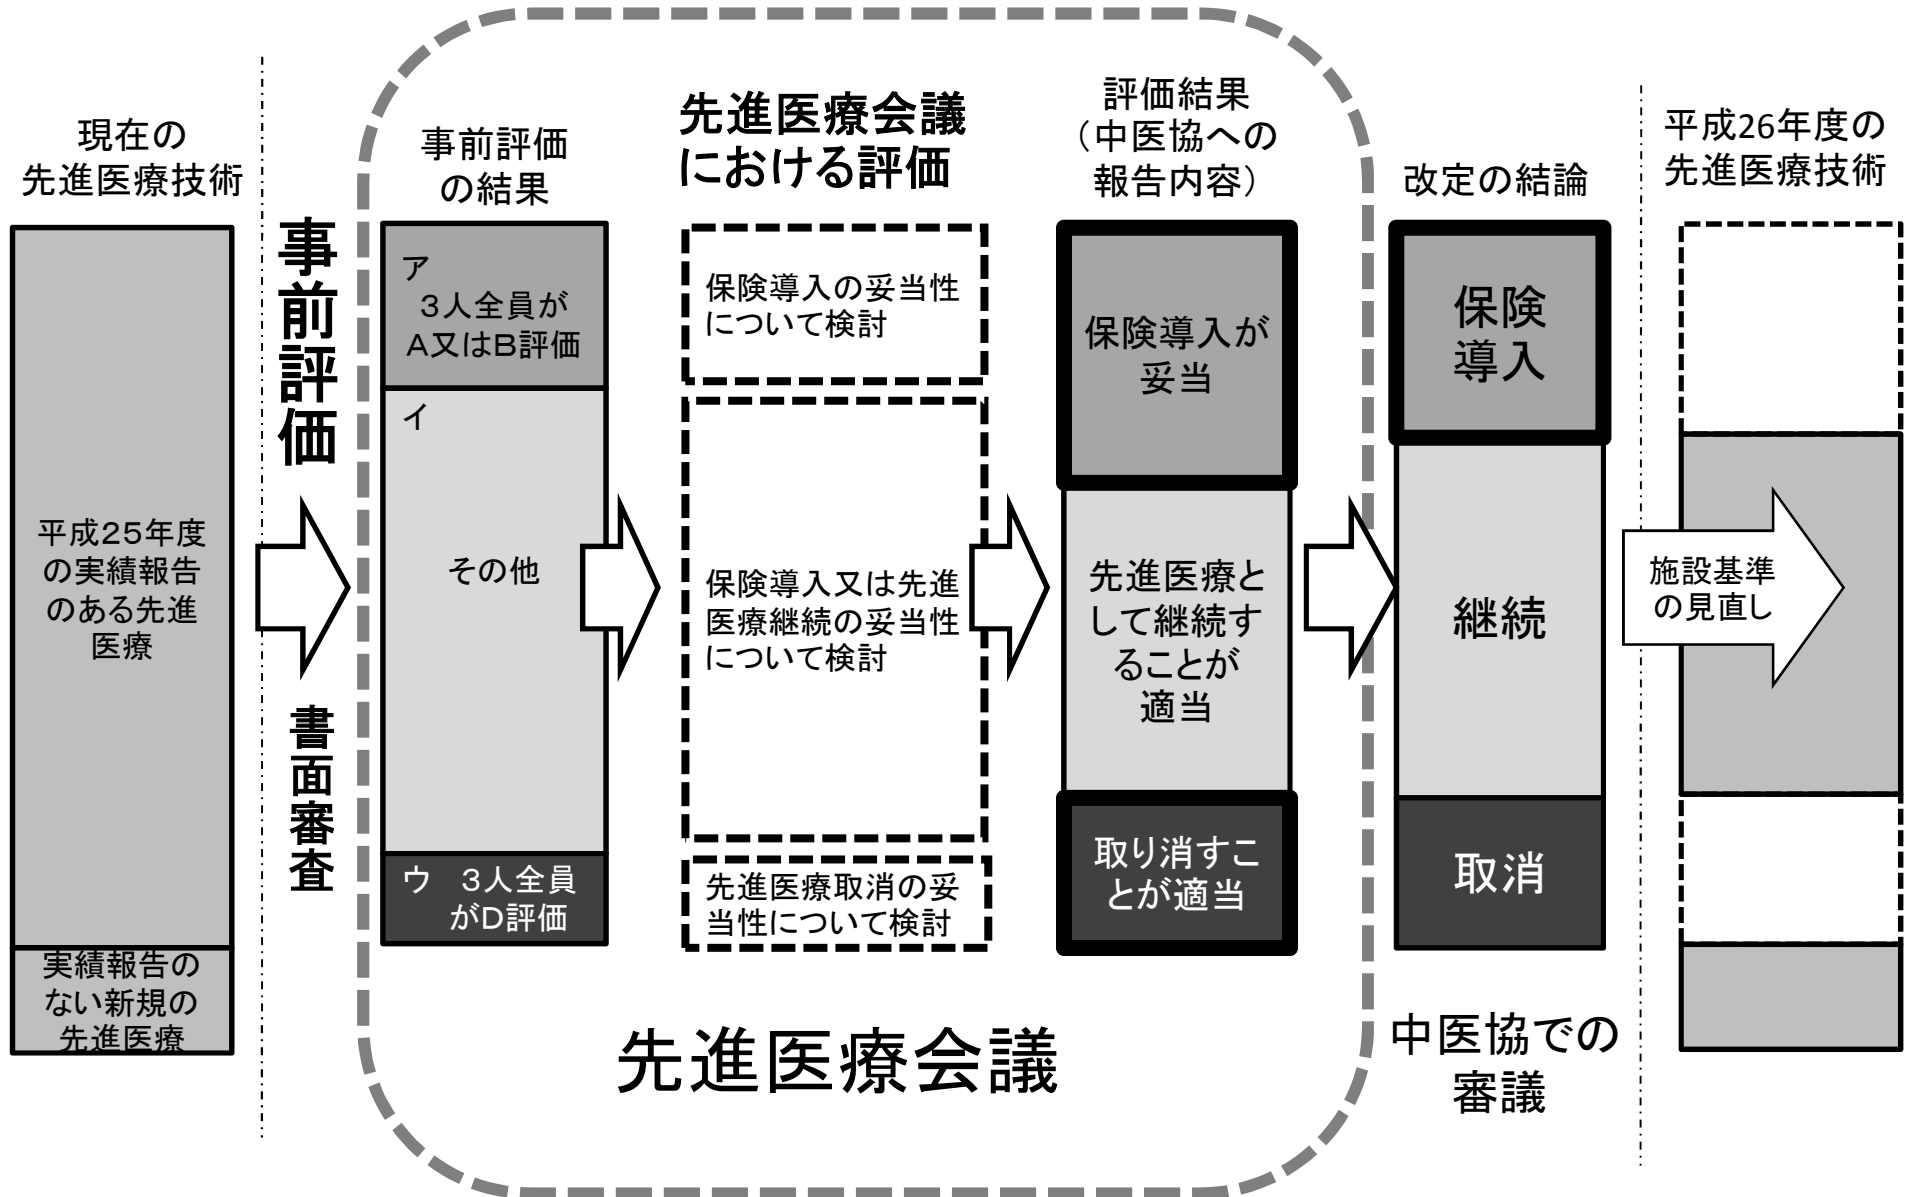 現在の
先進医療技術
平成25年度
の実績報告
のある先進
医療
実績報告の
ない新規の
先進医療
事前評価
書面審査
事前評価
の結果
ア
3人全員が
A又はB評価
イ
その他
ウ 3人全員
がD評価
先進医療会議
における評価
保険導入の妥当性
について検討
保険導入又は先進
医療継続の妥当性
について検討
先進医療取消の妥
当性について検討
評価結果
（中医協への
報告内容）
保険導入が
妥当
先進医療と
して継続す
ることが
適当
取り消すこ
とが適当
先進医療会議
改定の結論
保険
導入
継続
取消
中医協での
審議
平成26年度の
先進医療技術
施設基準
の見直し